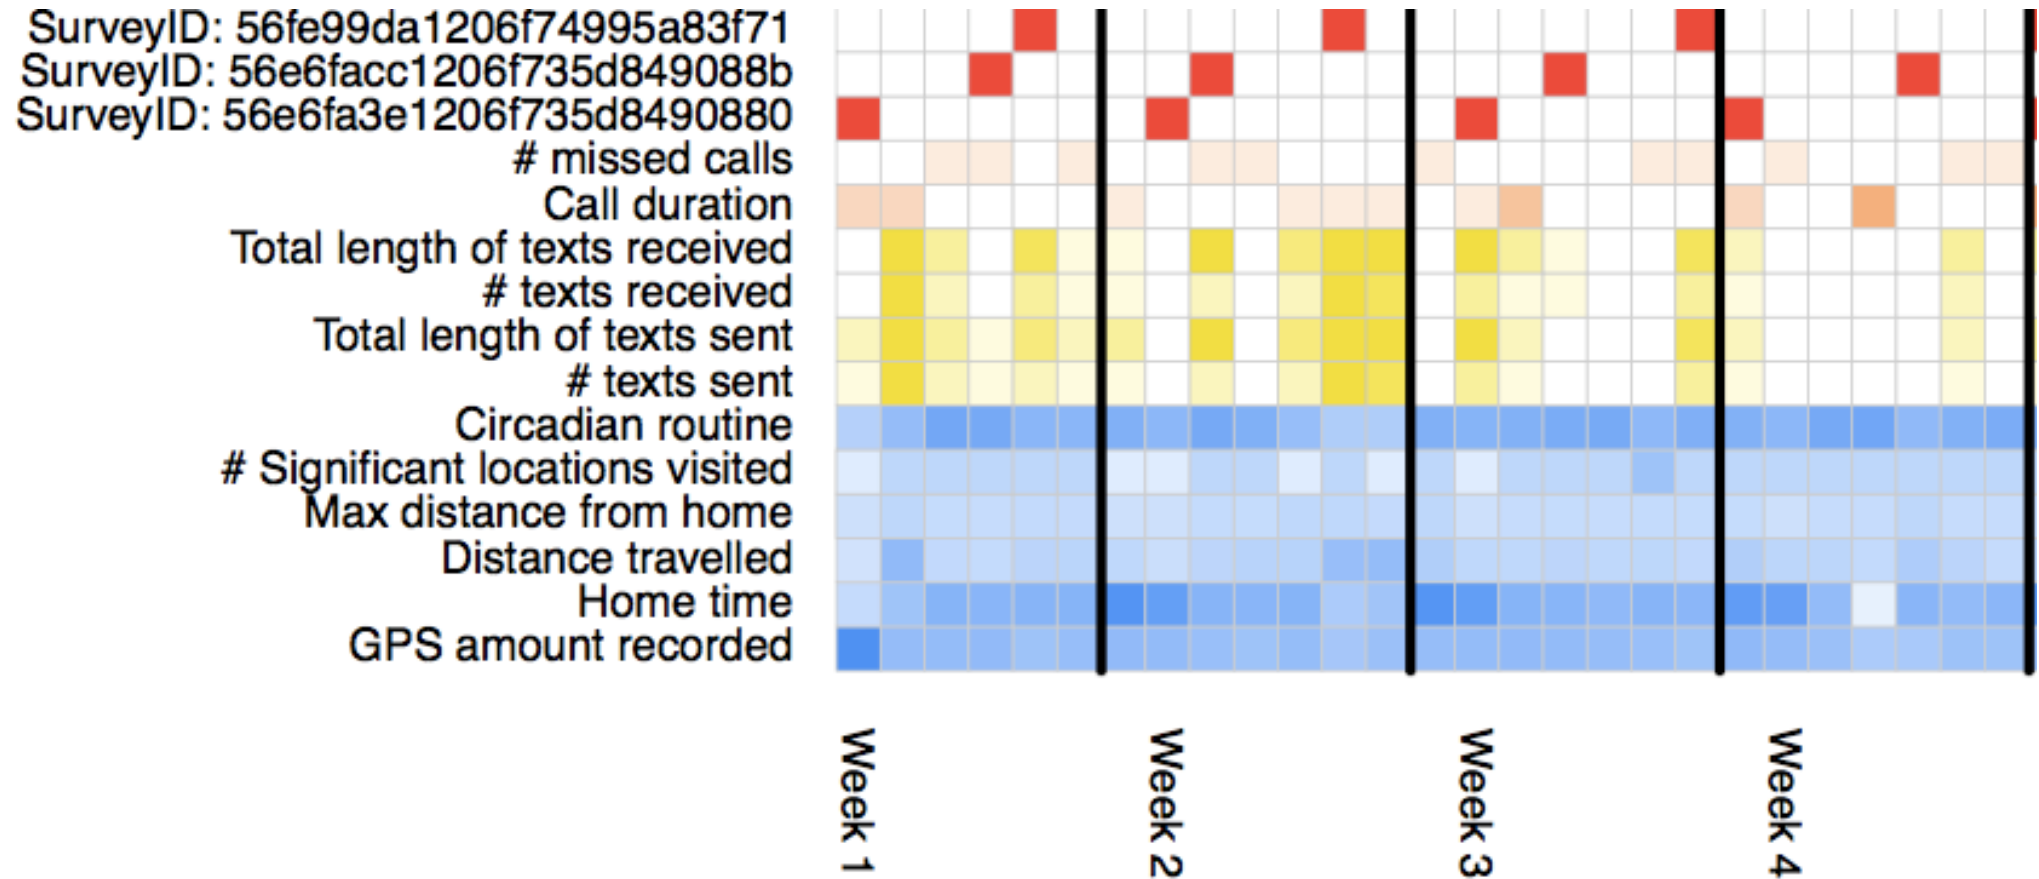 SurveyID: 56fe99da1206f74995a83f71
SurveyID: 56e6facc1206f735d849088b
SurveyID: 56e6fa3e1206f735d8490880
# missed calls
Call duration
Total length of texts received
# texts received
Total length of texts sent
# texts sent
Circadian routine
# Significant locations visited
Max distance from home
Distance travelled
Home time
GPS amount recorded
Week 1
Week 2
Week 3
Week 4